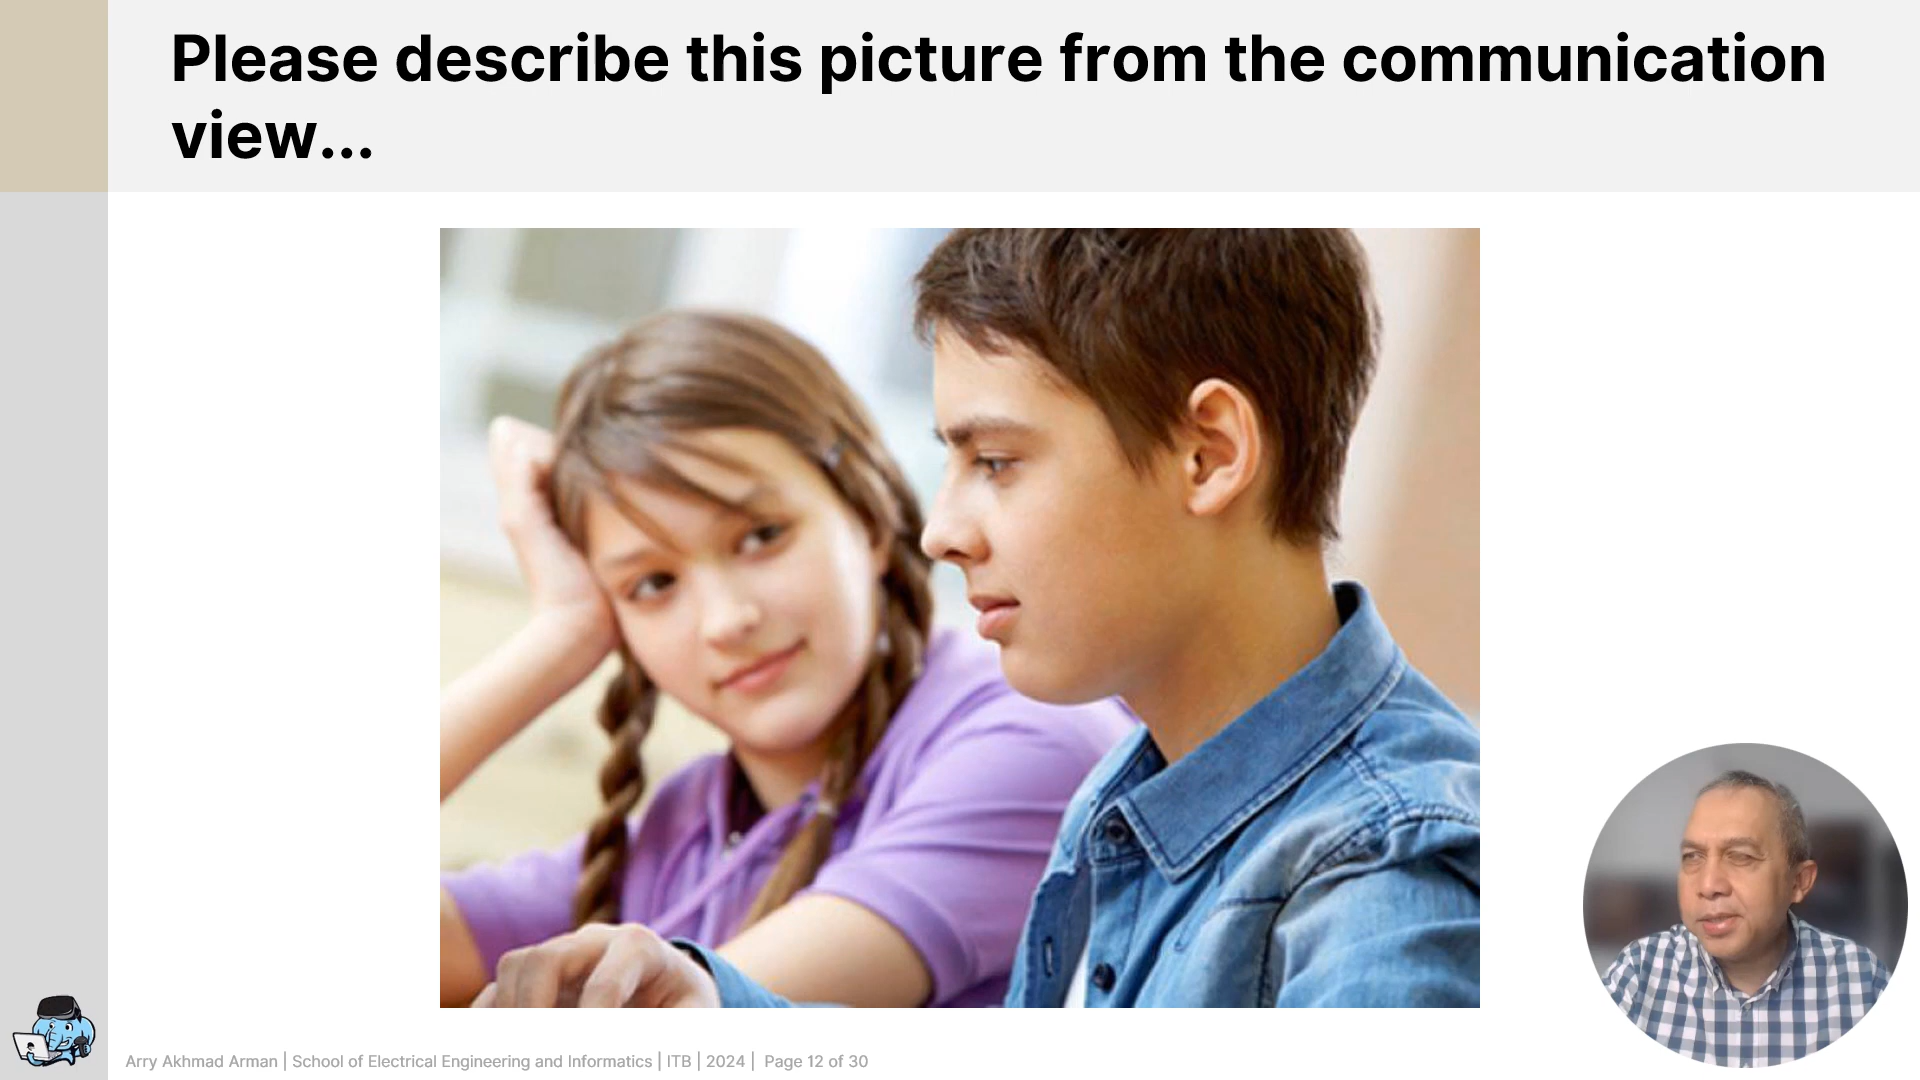 Please describe this picture from the communication
view...
Arry Akhmad Arman | School of Electrical Engineering and Informatics | ITB | 2024 | Page 12 of 30